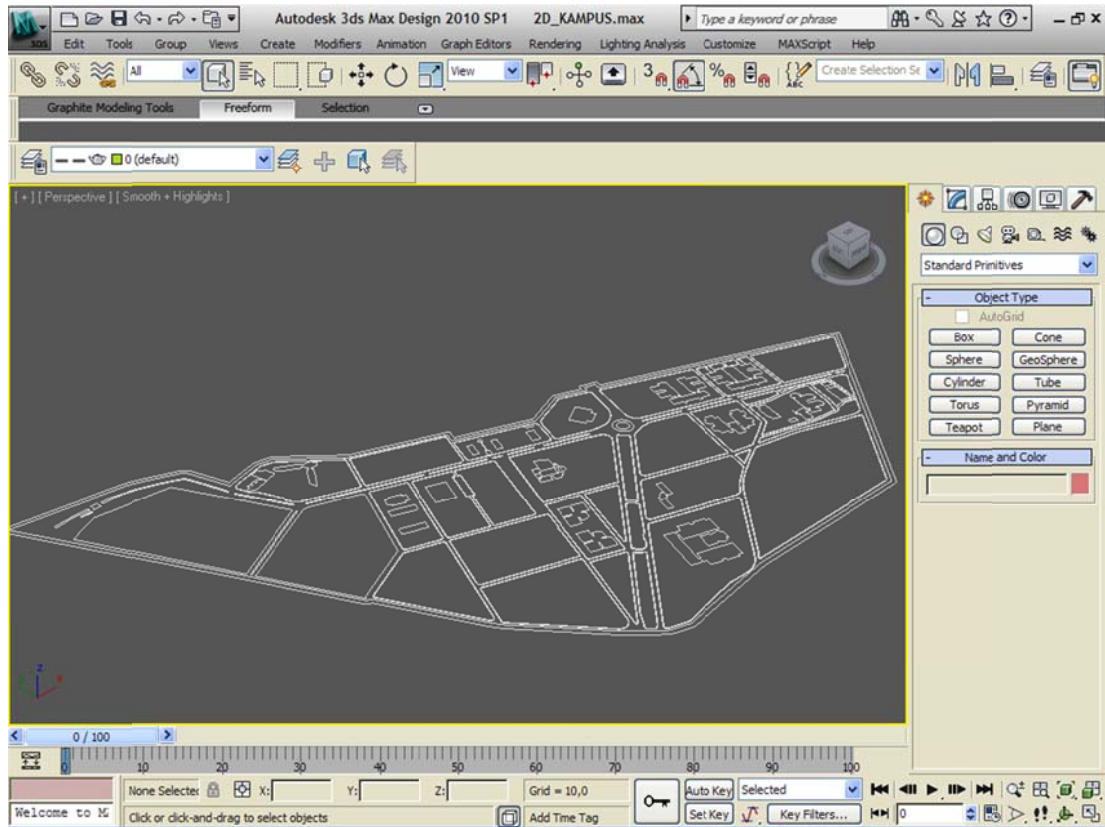 Autodesk 3ds Max Design 2010 SP1 2D_KAMPUS.max Type a keyword or phrase
Edit Tools Group Views Create Modifiers Animation Graph Editors Rendering Lighting Analysis Customize MAXScript Help
All View 3 % ABC Create Selection Se
Graphite Modeling Tools Freeform Selection
0 (default)
[ + ] [ Perspective ] [ Smooth + Highlights ]
Standard Primitives
- Object Type
AutoGrid
Box Cone
Sphere GeoSphere
Cylinder Tube
Torus Pyramid
Teapot Plane
- Name and Color
z
x
0 / 100
0 10 20 30 40 50 60 70 80 90 100
None Selected X: Y: Z: Grid = 10,0 Auto Key Selected
Welcome to M Click or click-and-drag to select objects Add Time Tag Set Key Key Filters... 0